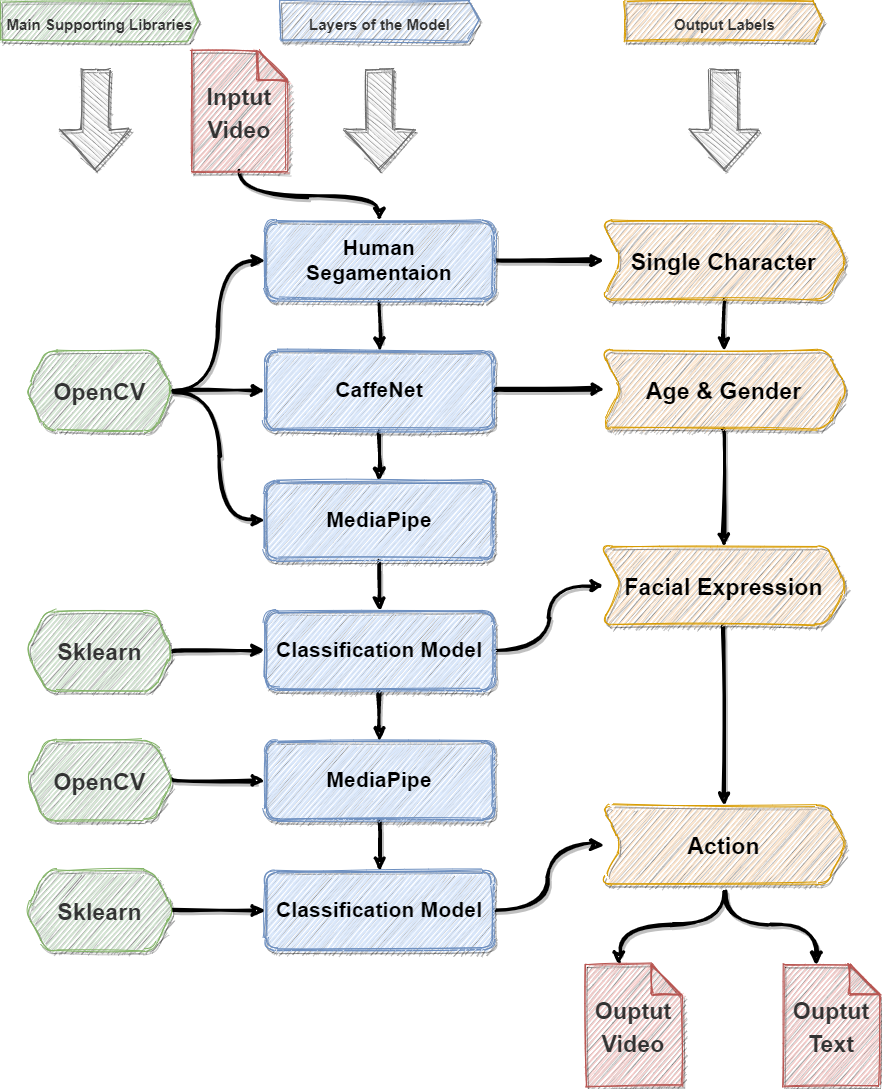 Main Supporting Libraries
Layers of the Model
Output Labels
Inptut
Video
Human
Segamentaion
Single Character
OpenCV
CaffeNet
Age & Gender
MediaPipe
Facial Expression
Sklearn
Classification Model
OpenCV
MediaPipe
Action
Sklearn
Classification Model
Ouptut
Video
Ouptut
Text